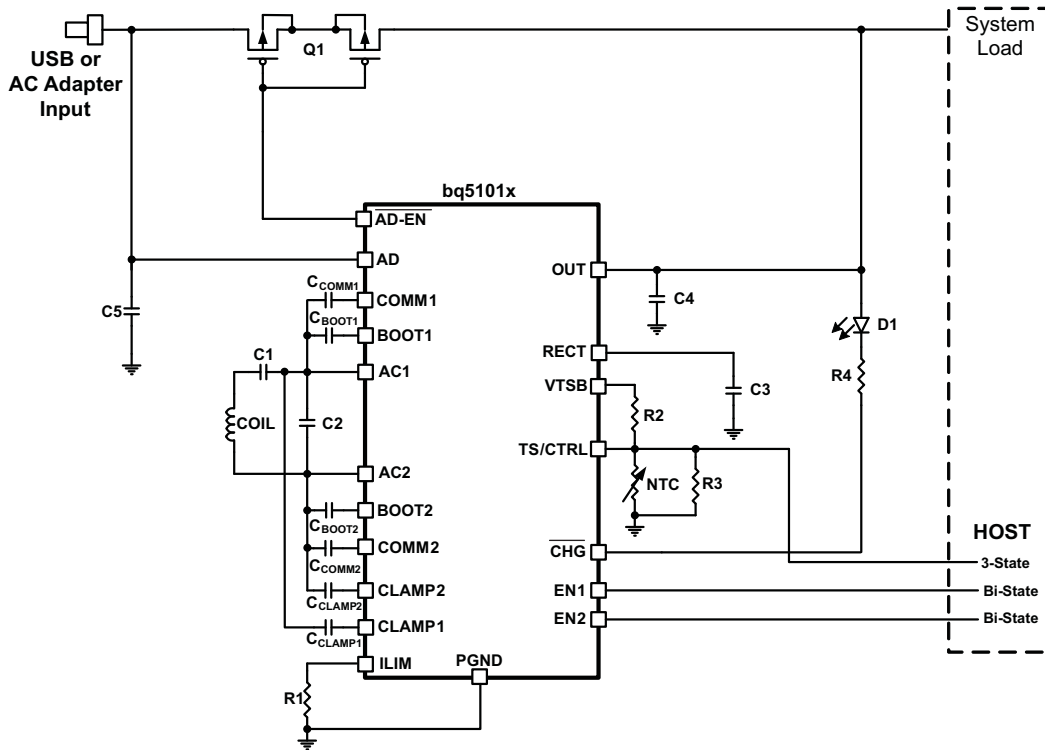 System
Load
USB or
AC Adapter
Input
Q1
bq5101x
AD-EN
AD
COMM1
BOOT1
AC1
AC2
BOOT2
COMM2
CLAMP2
CLAMP1
ILIM
PGND
OUT
RECT
VTSB
TS/CTRL
CHG
EN1
EN2
CCOMM1
CBOOT1
C1
C2
COIL
CBOOT2
CCOMM2
CCLAMP2
CCLAMP1
R1
C5
C4
D1
R4
C3
R2
NTC
R3
HOST
3-State
Bi-State
Bi-State